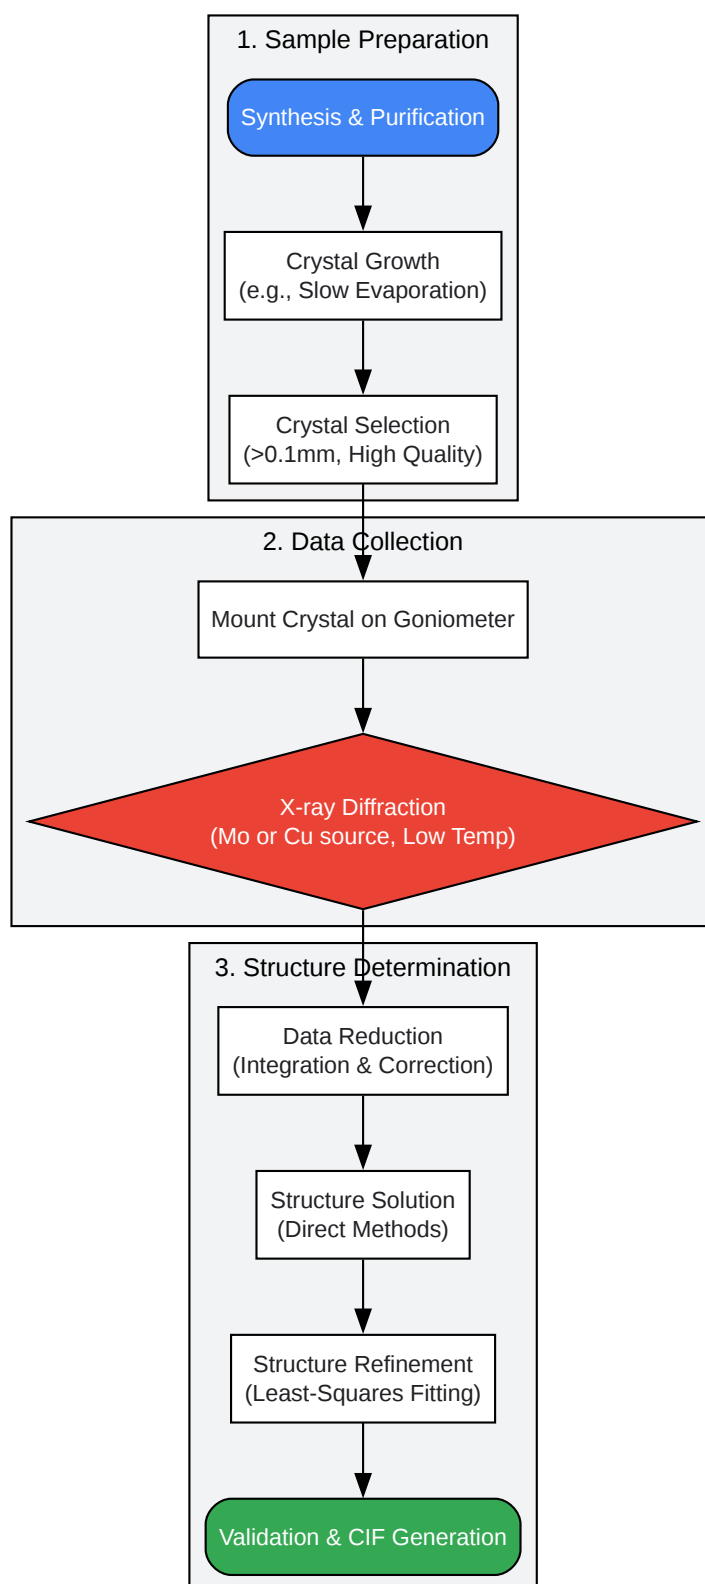 1. Sample Preparation
Synthesis & Purification
Crystal Growth
(e.g., Slow Evaporation)
Crystal Selection
(>0.1mm, High Quality)
2. Data Collection
Mount Crystal on Goniometer
X-ray Diffraction
(Mo or Cu source, Low Temp)
3. Structure Determination
Data Reduction
(Integration & Correction)
Structure Solution
(Direct Methods)
Structure Refinement
(Least-Squares Fitting)
Validation & CIF Generation